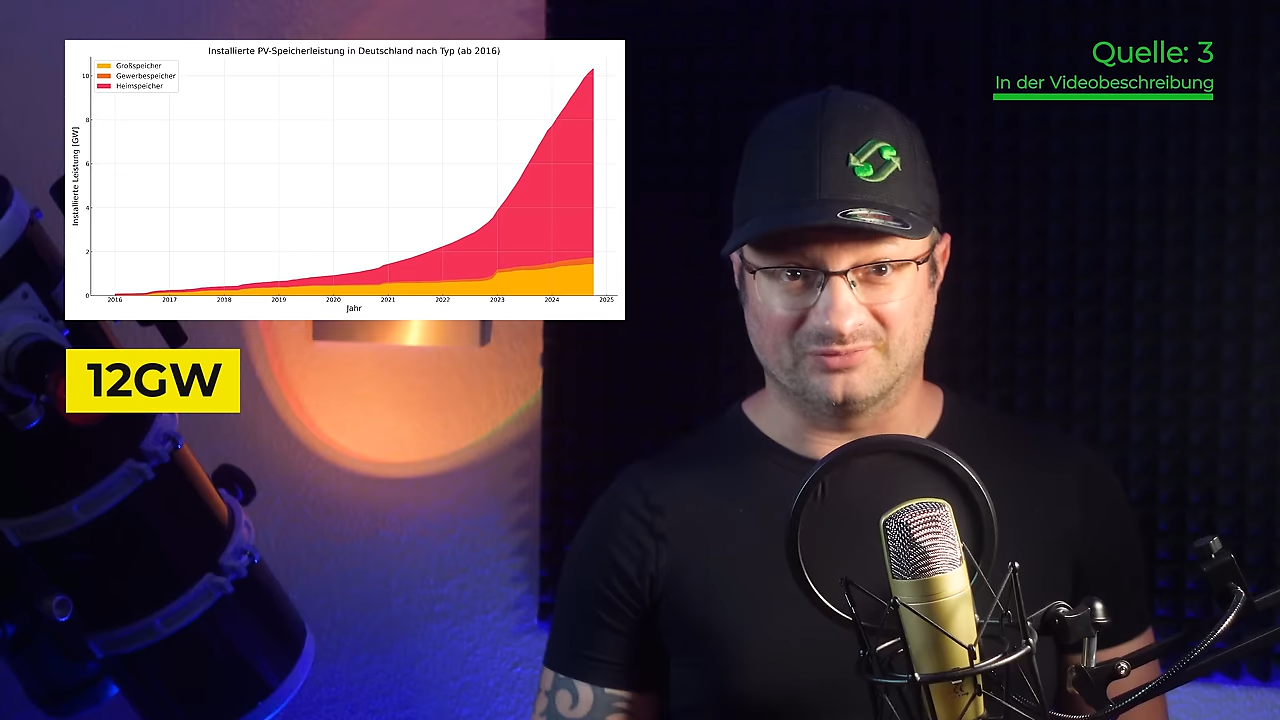 Installierte PV-Speicherleistung in Deutschland nach Typ (ab 2016)
Großspeicher
Gewerbespeicher
Heimspeicher
Installierte Leistung [GW]
10
8
6
4
2
0
2016 2017 2018 2019 2020 2021 2022 2023 2024 2025
Jahr
12GW
Quelle: 3
In der Videobeschreibung